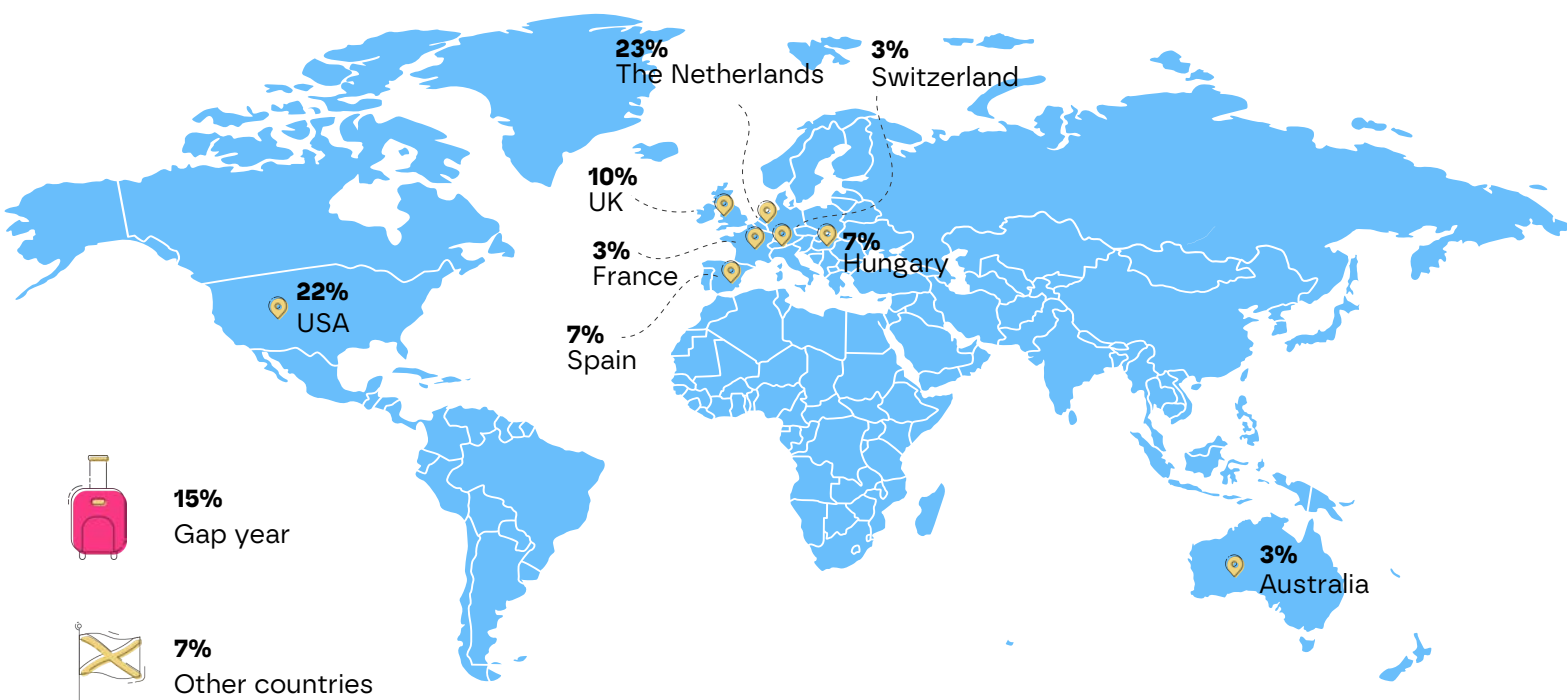 23%
The Netherlands
3%
Switzerland
10%
UK
3%
France
7%
Hungary
22%
USA
7%
Spain
15%
Gap year
3%
Australia
7%
Other countries